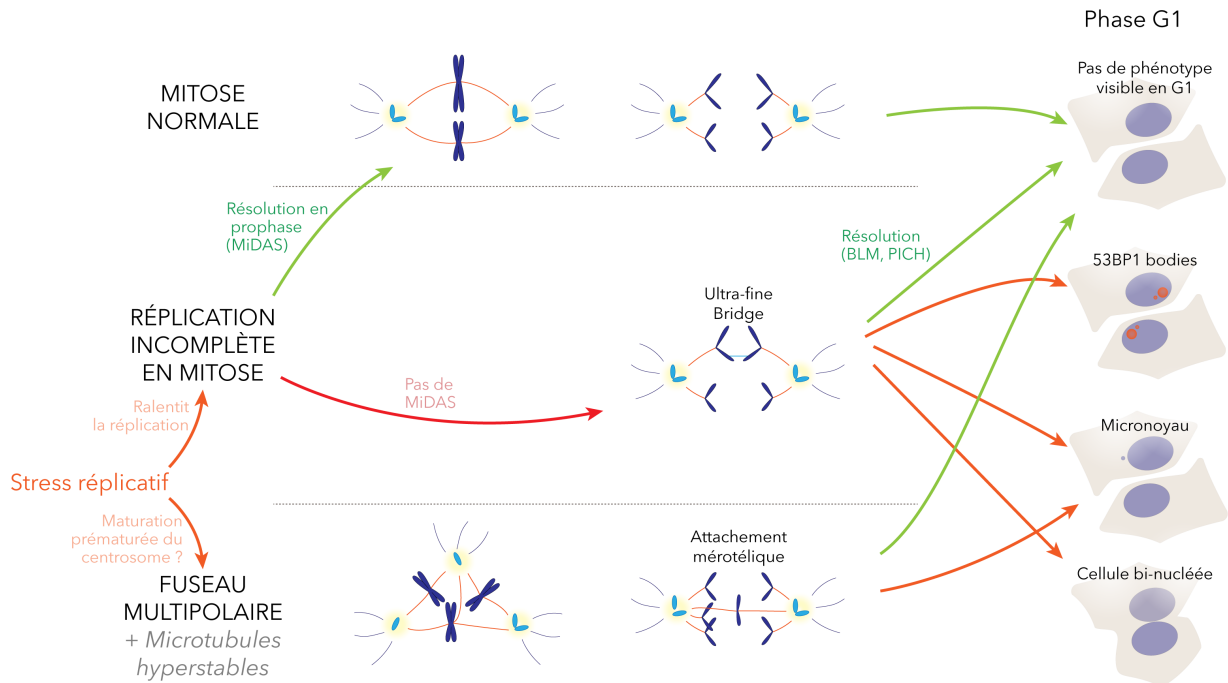 Phase G1
MITOSE
NORMALE
Pas de phénotype
visible en G1
Résolution en
prophase
(MiDAS)
Résolution
(BLM, PICH)
53BP1 bodies
Ultra-fine
Bridge
RÉPLICATION
INCOMPLÈTE
EN MITOSE
Pas de
MiDAS
Ralentit
la réplication
Micronoyau
Stress réplicatif
Maturation
prématurée du
centrosome ?
Attachement
mérotélique
FUSEAU
MULTIPOLAIRE
+ Microtubules
hyperstables
Cellule bi-nucléée